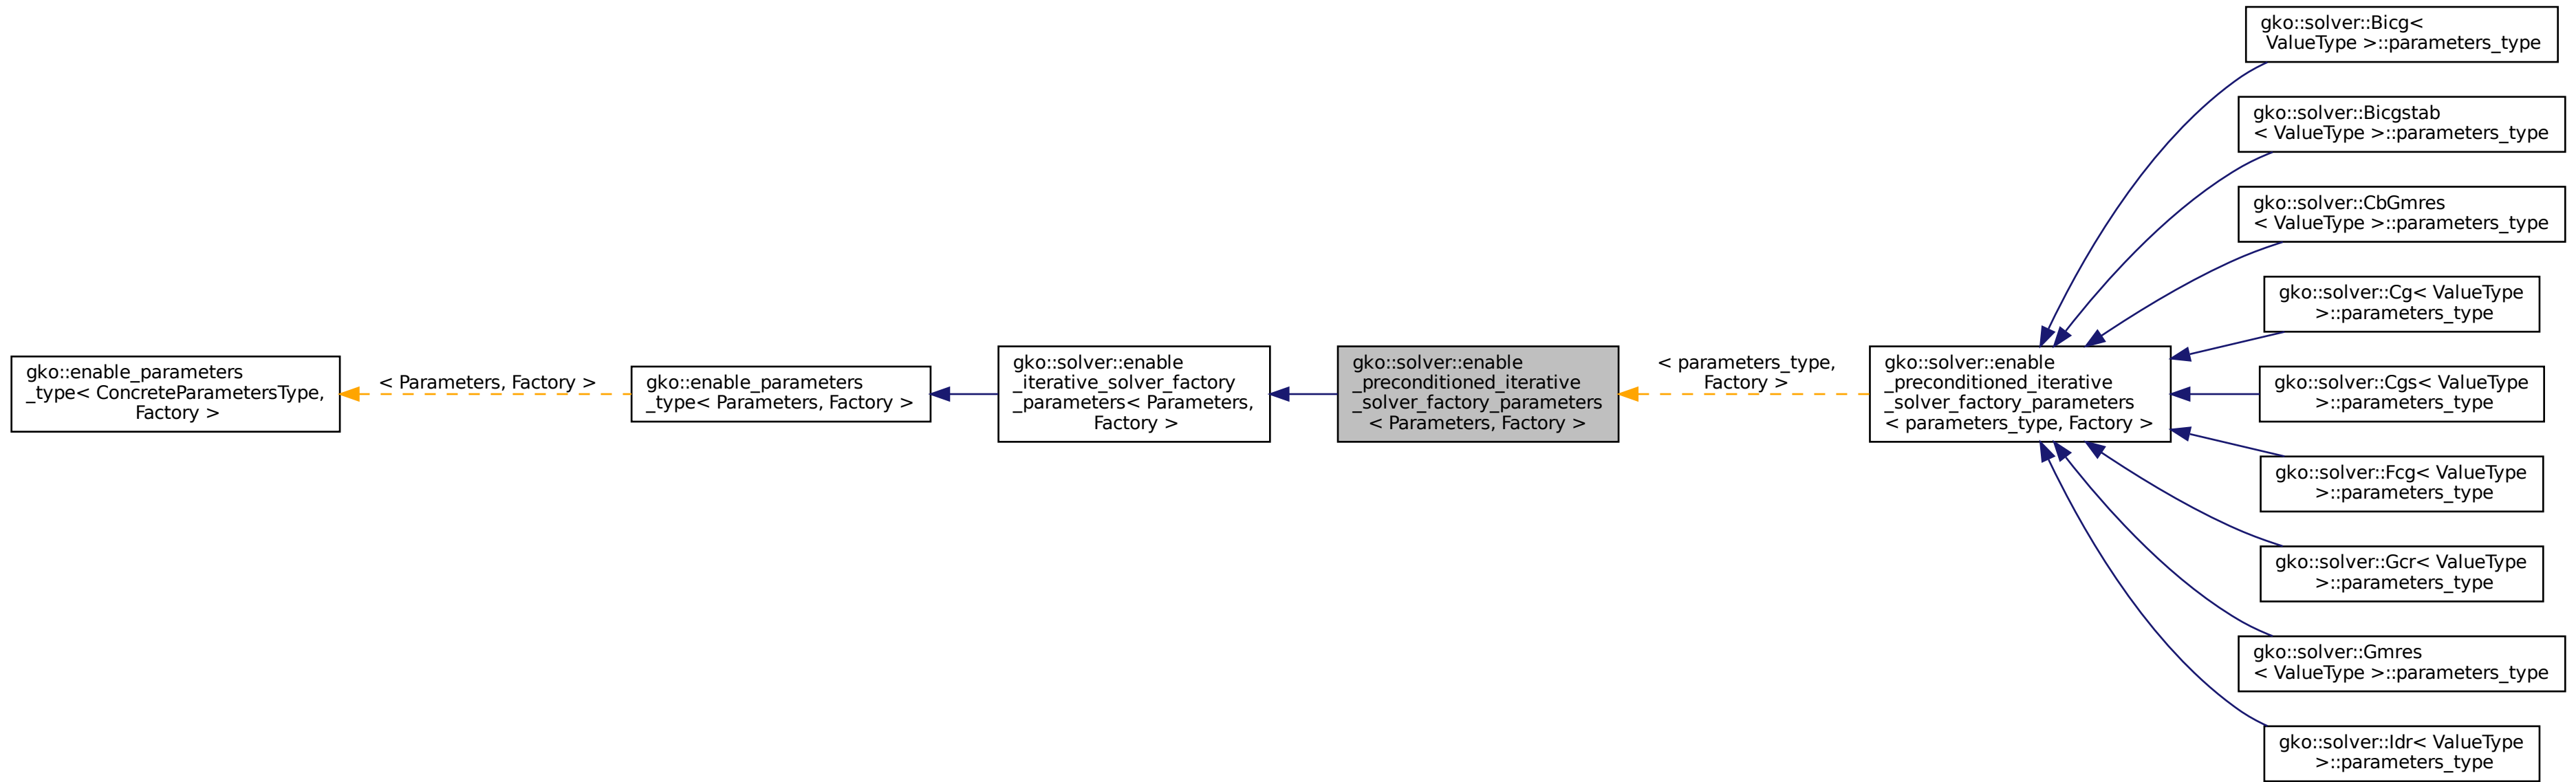 gko::enable_parameters
_type< ConcreteParametersType,
Factory >
< Parameters, Factory >
gko::enable_parameters
_type< Parameters, Factory >
gko::solver::enable
_iterative_solver_factory
_parameters< Parameters,
Factory >
gko::solver::enable
_preconditioned_iterative
_solver_factory_parameters
< Parameters, Factory >
< parameters_type,
Factory >
gko::solver::enable
_preconditioned_iterative
_solver_factory_parameters
< parameters_type, Factory >
gko::solver::Bicg<
ValueType >::parameters_type
gko::solver::Bicgstab
< ValueType >::parameters_type
gko::solver::CbGmres
< ValueType >::parameters_type
gko::solver::Cg< ValueType
>::parameters_type
gko::solver::Cgs< ValueType
>::parameters_type
gko::solver::Fcg< ValueType
>::parameters_type
gko::solver::Gcr< ValueType
>::parameters_type
gko::solver::Gmres
< ValueType >::parameters_type
gko::solver::Idr< ValueType
>::parameters_type